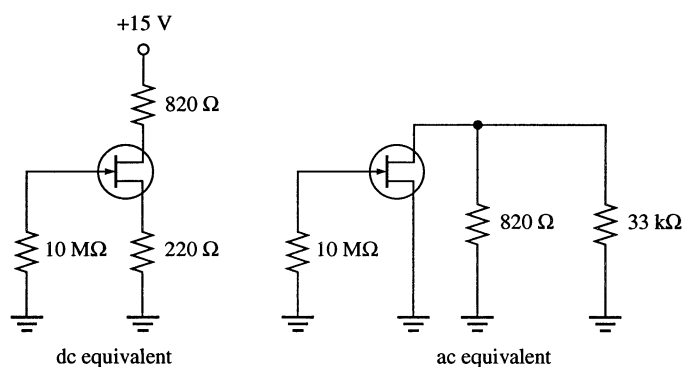 +15 V
820 Ω
10 MΩ
220 Ω
dc equivalent
10 MΩ
820 Ω
33 kΩ
ac equivalent